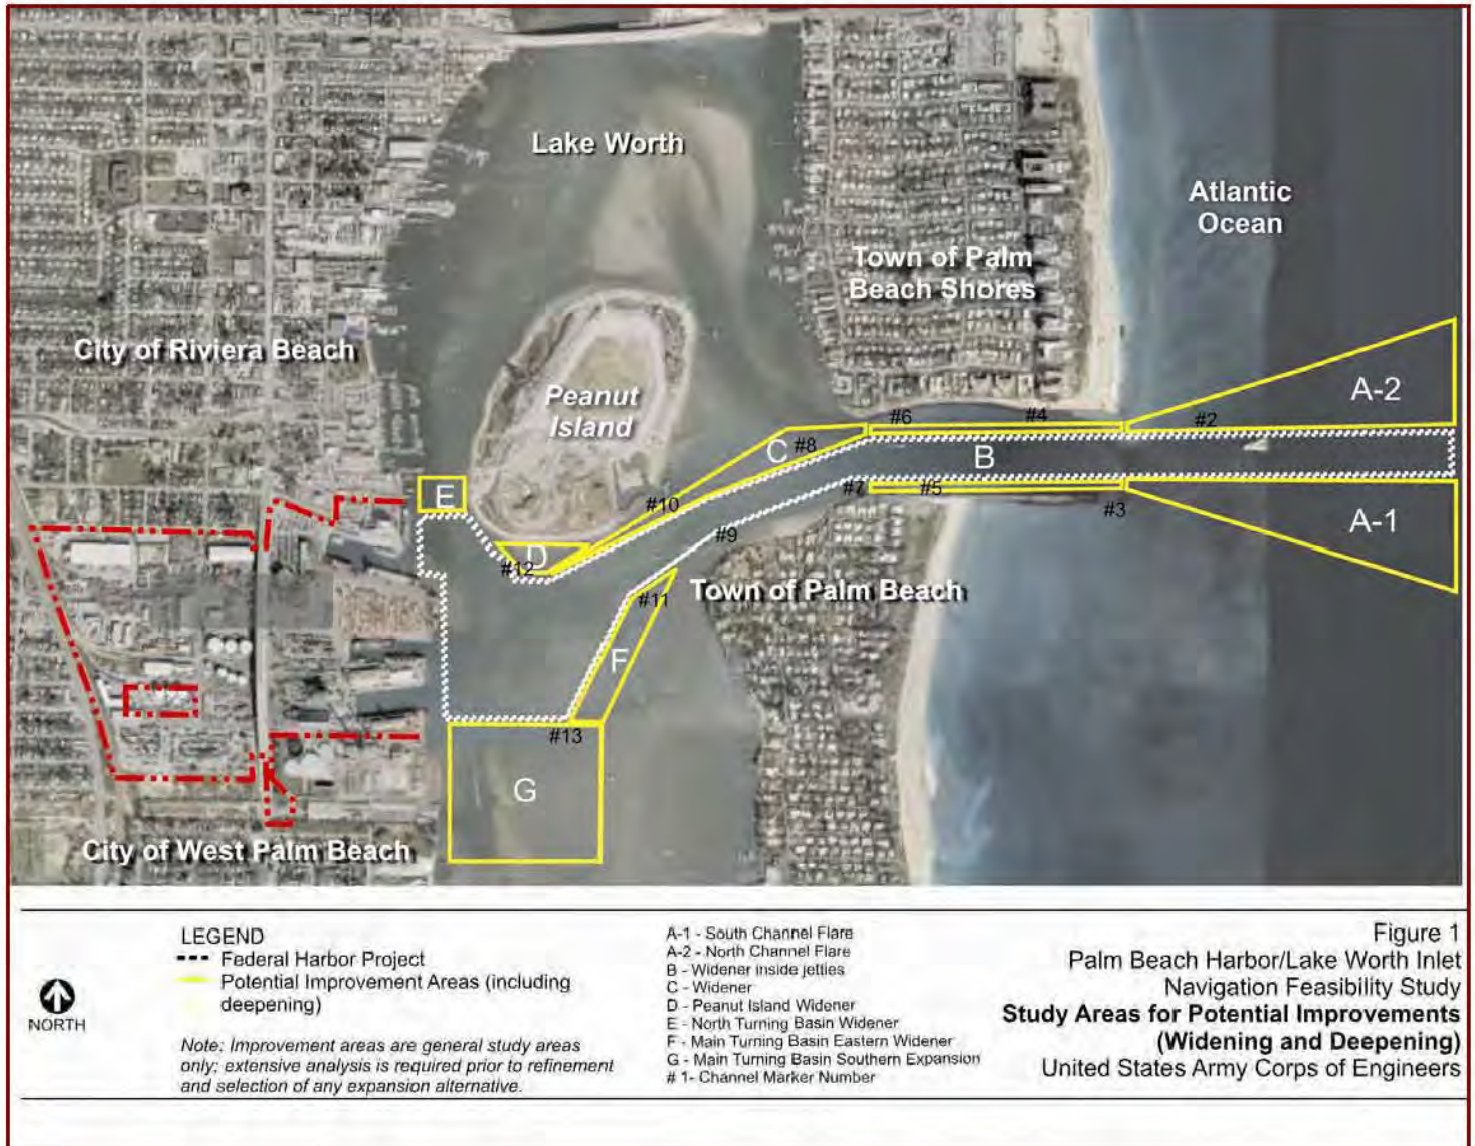 Lake Worth
Atlantic
Ocean
Town of Palm
Beach Shores
City of Riviera Beach
Peanut
Island
A-2
#2
#6
#4
C
#8
B
#7
#5
#3
A-1
E
#10
#9
D
#12
Town of Palm Beach
#11
F
#13
G
City of West Palm Beach
NORTH
LEGEND
Federal Harbor Project
Potential Improvement Areas (including
deepening)
Note: Improvement areas are general study areas
only; extensive analysis is required prior to refinement
and selection of any expansion alternative.
A-1 - South Channel Flare
A-2 - North Channel Flare
B - Widener inside jetties
C - Widener
D - Peanut Island Widener
E - North Turning Basin Widener
F - Main Turning Basin Eastern Widener
G - Main Turning Basin Southern Expansion
# 1- Channel Marker Number
Figure 1
Palm Beach Harbor/Lake Worth Inlet
Navigation Feasibility Study
Study Areas for Potential Improvements
(Widening and Deepening)
United States Army Corps of Engineers